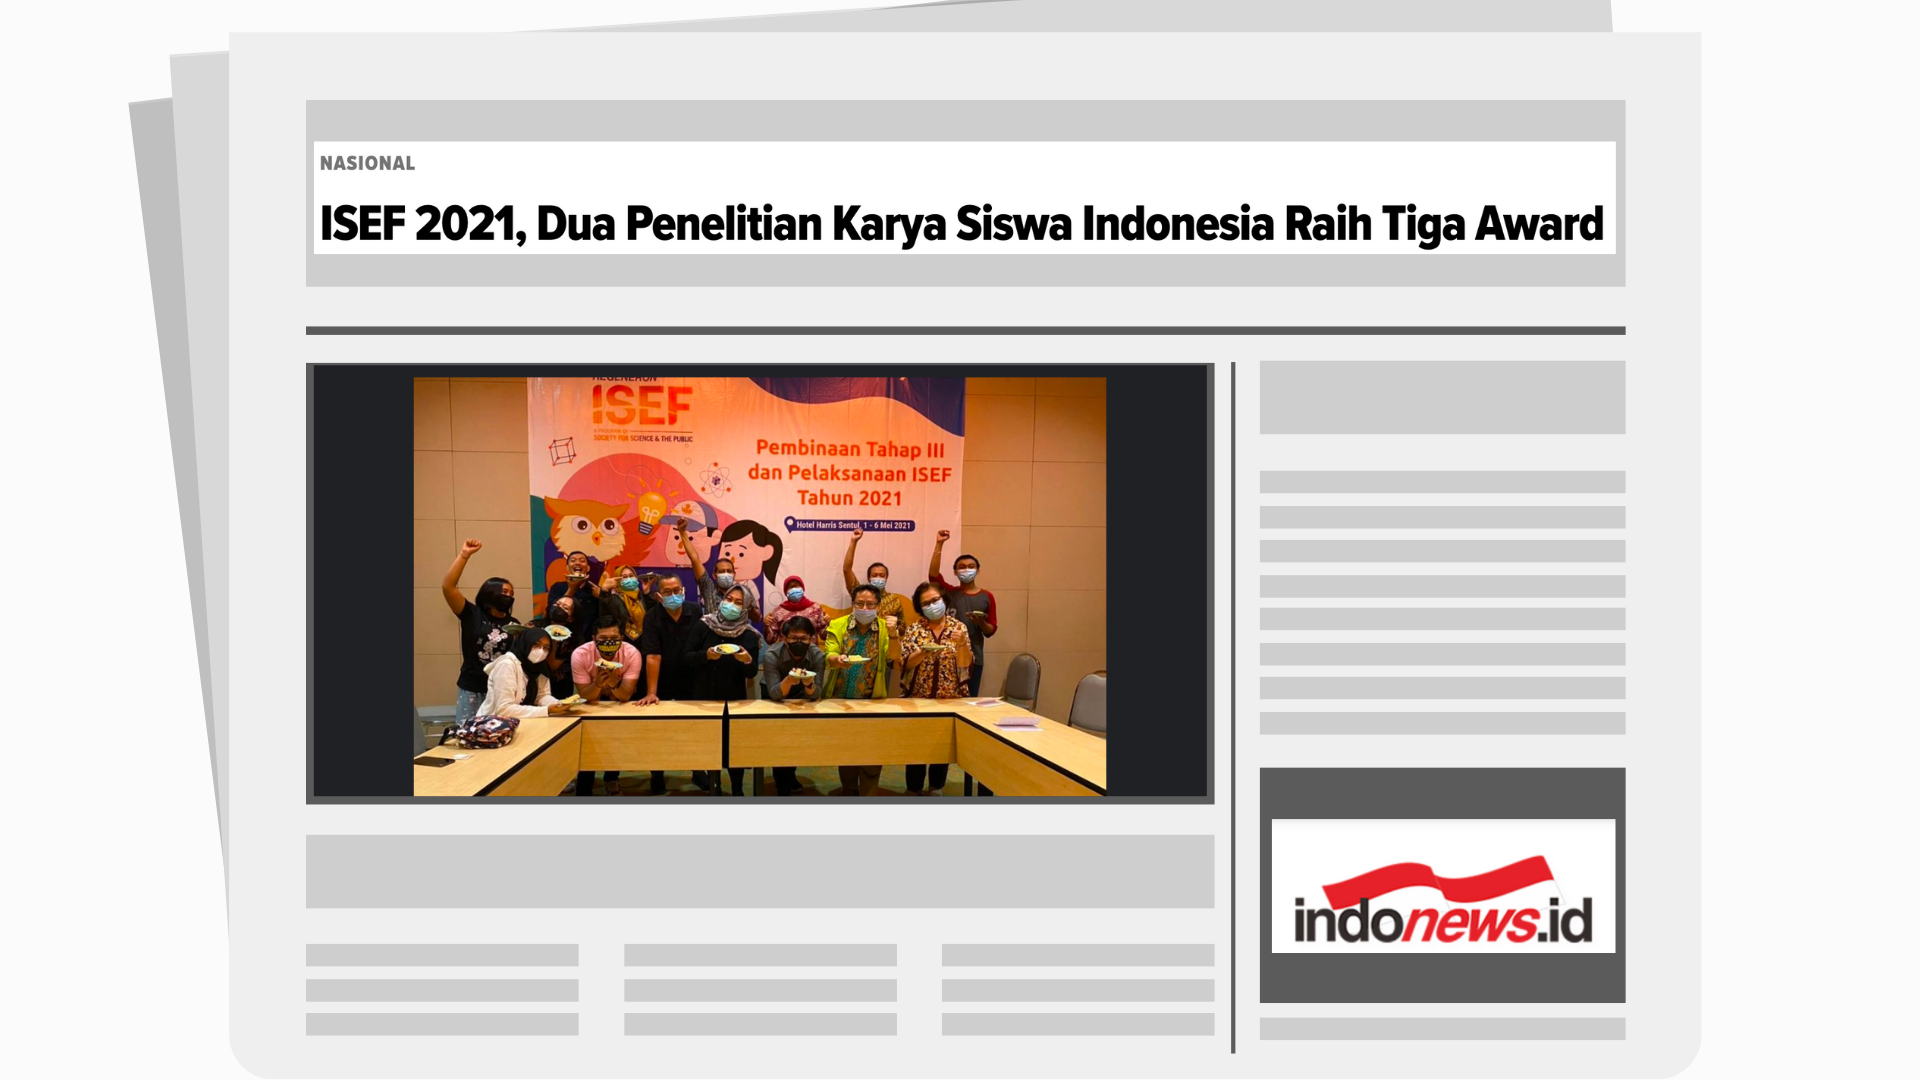 NASIONAL
ISEF 2021, Dua Penelitian Karya Siswa Indonesia Raih Tiga Award
REGENERON
ISEF
A PROGRAM OF
SOCIETY FOR SCIENCE & THE PUBLIC
Pembinaan Tahap III
dan Pelaksanaan ISEF
Tahun 2021
Hotel Harris Sentul, 1 - 6 Mei 2021
indonews.id